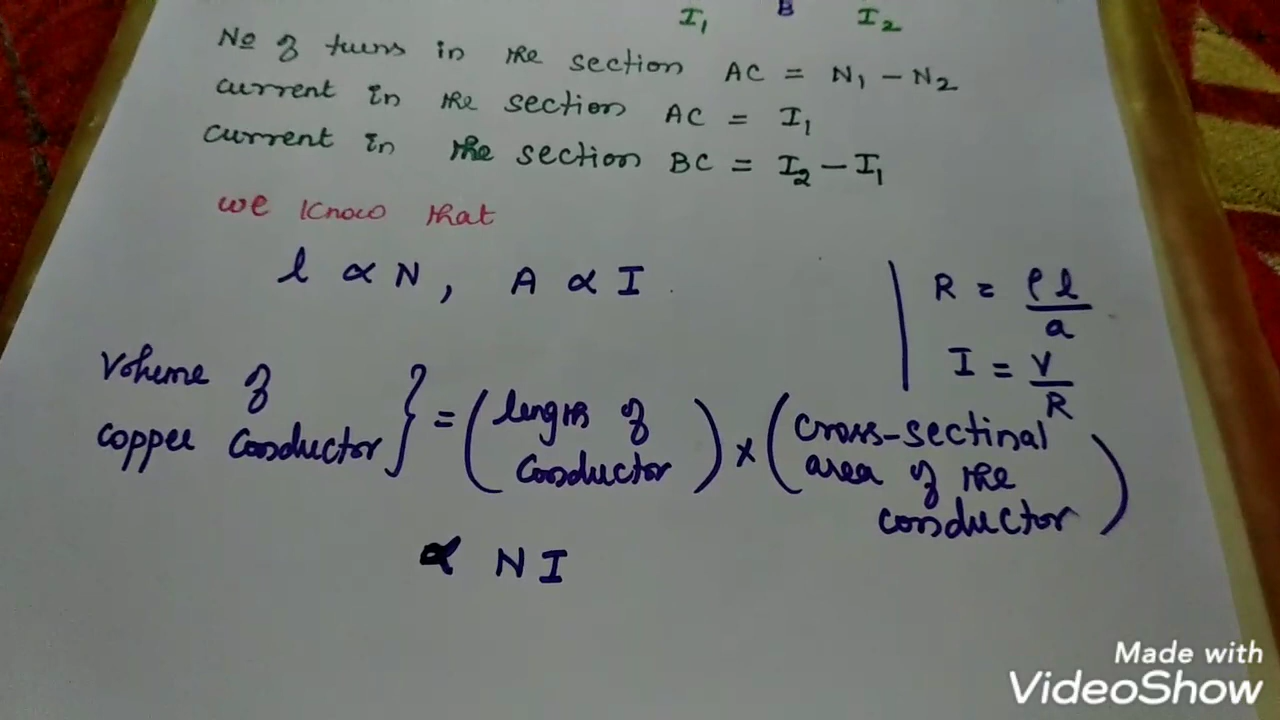 I₁ B I₂
No of turns in the section AC = N₁ - N₂
current in the section AC = I₁
current in the section BC = I₂ - I₁
we know that
l ∝ N, A ∝ I
R = ρl/a
I = V/R
Volume of copper conductor } = (length of conductor) × (cross-sectinal area of the conductor)
∝ NI
Made with
VideoShow